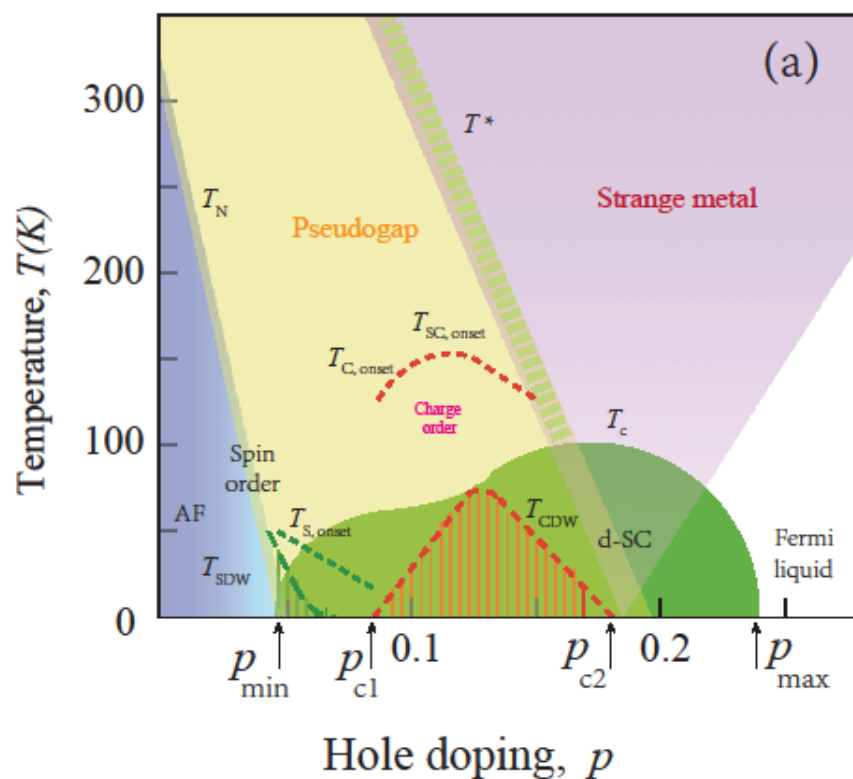 (a)
300
T*
T_N
Strange metal
Pseudogap
Temperature, T(K)
200
T_SC, onset
T_C, onset
Charge
order
100
T_c
Spin
order
AF
T_S, onset
T_CDW
d-SC
Fermi
liquid
T_SDW
0
p_min
p_c1
0.1
p_c2
0.2
p_max
Hole doping, p